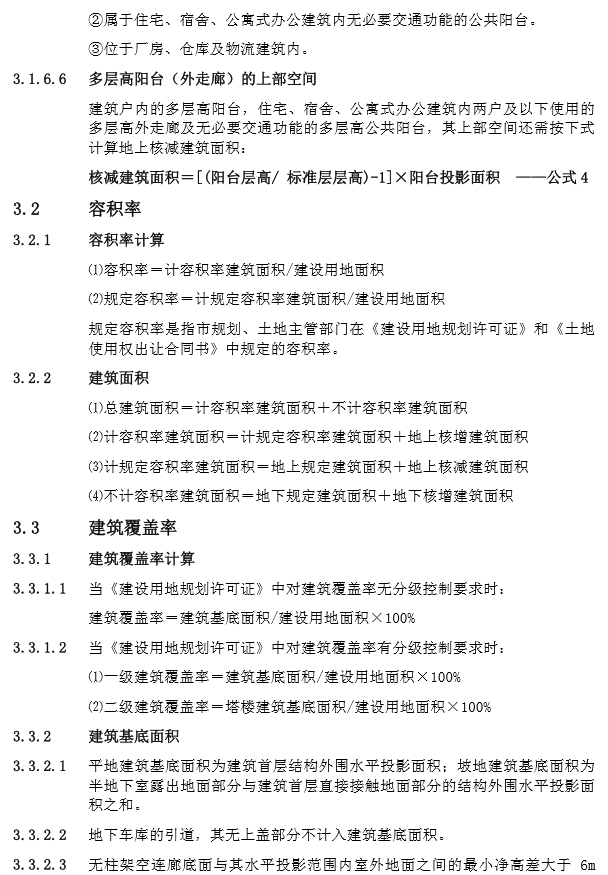 ②属于住宅、宿舍、公寓式办公建筑内无必要交通功能的公共阳台。
③位于厂房、仓库及物流建筑内。
3.1.6.6 多层高阳台（外走廊）的上部空间
建筑户内的多层高阳台，住宅、宿舍、公寓式办公建筑内两户及以下使用的
多层高外走廊及无必要交通功能的多层高公共阳台，其上部空间还需按下式
计算地上核减建筑面积：
核减建筑面积＝[(阳台层高/ 标准层层高)-1]×阳台投影面积 ——公式 4
3.2 容积率
3.2.1 容积率计算
⑴容积率＝计容积率建筑面积/建设用地面积
⑵规定容积率＝计规定容积率建筑面积/建设用地面积
规定容积率是指市规划、土地主管部门在《建设用地规划许可证》和《土地
使用权出让合同书》中规定的容积率。
3.2.2 建筑面积
⑴总建筑面积＝计容积率建筑面积＋不计容积率建筑面积
⑵计容积率建筑面积＝计规定容积率建筑面积＋地上核增建筑面积
⑶计规定容积率建筑面积＝地上规定建筑面积＋地上核减建筑面积
⑷不计容积率建筑面积＝地下规定建筑面积＋地下核增建筑面积
3.3 建筑覆盖率
3.3.1 建筑覆盖率计算
3.3.1.1 当《建设用地规划许可证》中对建筑覆盖率无分级控制要求时：
建筑覆盖率＝建筑基底面积/建设用地面积×100%
3.3.1.2 当《建设用地规划许可证》中对建筑覆盖率有分级控制要求时：
⑴一级建筑覆盖率＝建筑基底面积/建设用地面积×100%
⑵二级建筑覆盖率＝塔楼建筑基底面积/建设用地面积×100%
3.3.2 建筑基底面积
3.3.2.1 平地建筑基底面积为建筑首层结构外围水平投影面积；坡地建筑基底面积为
半地下室露出地面部分与建筑首层直接接触地面部分的结构外围水平投影面
积之和。
3.3.2.2 地下车库的引道，其无上盖部分不计入建筑基底面积。
3.3.2.3 无柱架空连廊底面与其水平投影范围内室外地面之间的最小净高差大于 6m